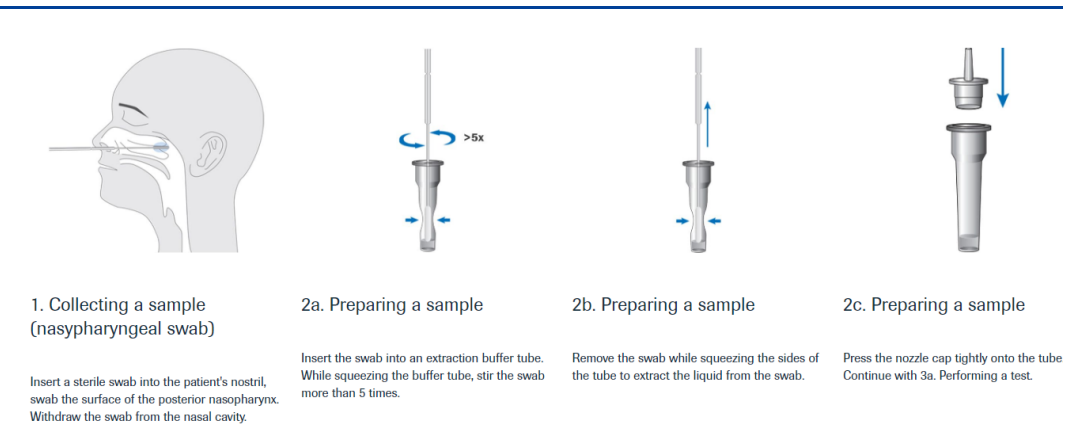 >5x
1. Collecting a sample
(nasypharyngeal swab)
Insert a sterile swab into the patient's nostril,
swab the surface of the posterior nasopharynx.
Withdraw the swab from the nasal cavity.
2a. Preparing a sample
Insert the swab into an extraction buffer tube.
While squeezing the buffer tube, stir the swab
more than 5 times.
2b. Preparing a sample
Remove the swab while squeezing the sides of
the tube to extract the liquid from the swab.
2c. Preparing a sample
Press the nozzle cap tightly onto the tube
Continue with 3a. Performing a test.